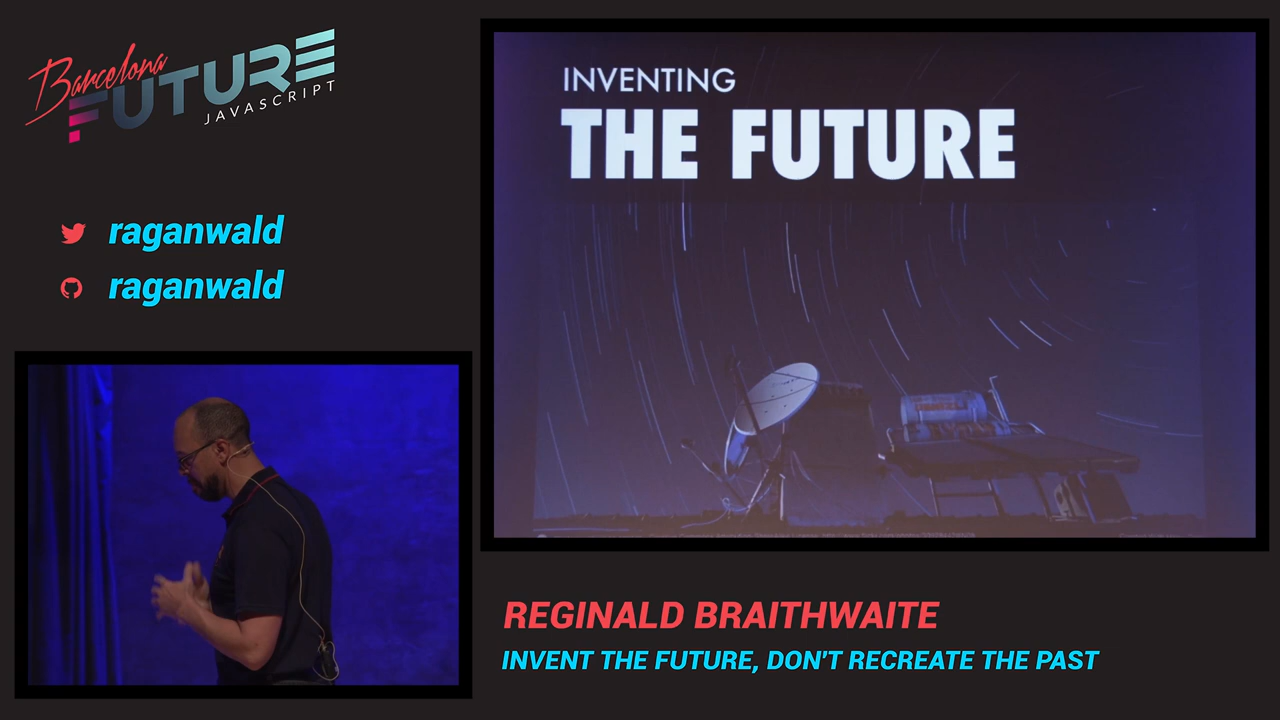 Barcelona
FUTURE
JAVASCRIPT
raganwald
raganwald
INVENTING
THE FUTURE
REGINALD BRAITHWAITE
INVENT THE FUTURE, DON'T RECREATE THE PAST